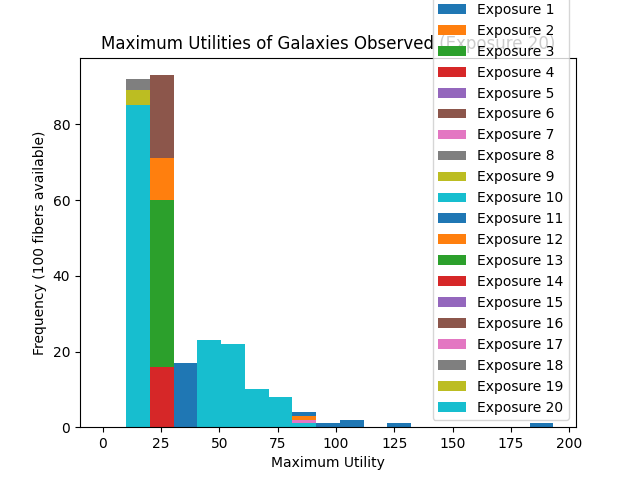 Maximum Utilities of Galaxies Observed (Exposure 20)
Exposure 1
Exposure 2
Exposure 3
Exposure 4
Exposure 5
Exposure 6
Exposure 7
Exposure 8
Exposure 9
Exposure 10
Exposure 11
Exposure 12
Exposure 13
Exposure 14
Exposure 15
Exposure 16
Exposure 17
Exposure 18
Exposure 19
Exposure 20
Frequency (100 fibers available)
80
60
40
20
0
0 25 50 75 100 125 150 175 200
Maximum Utility